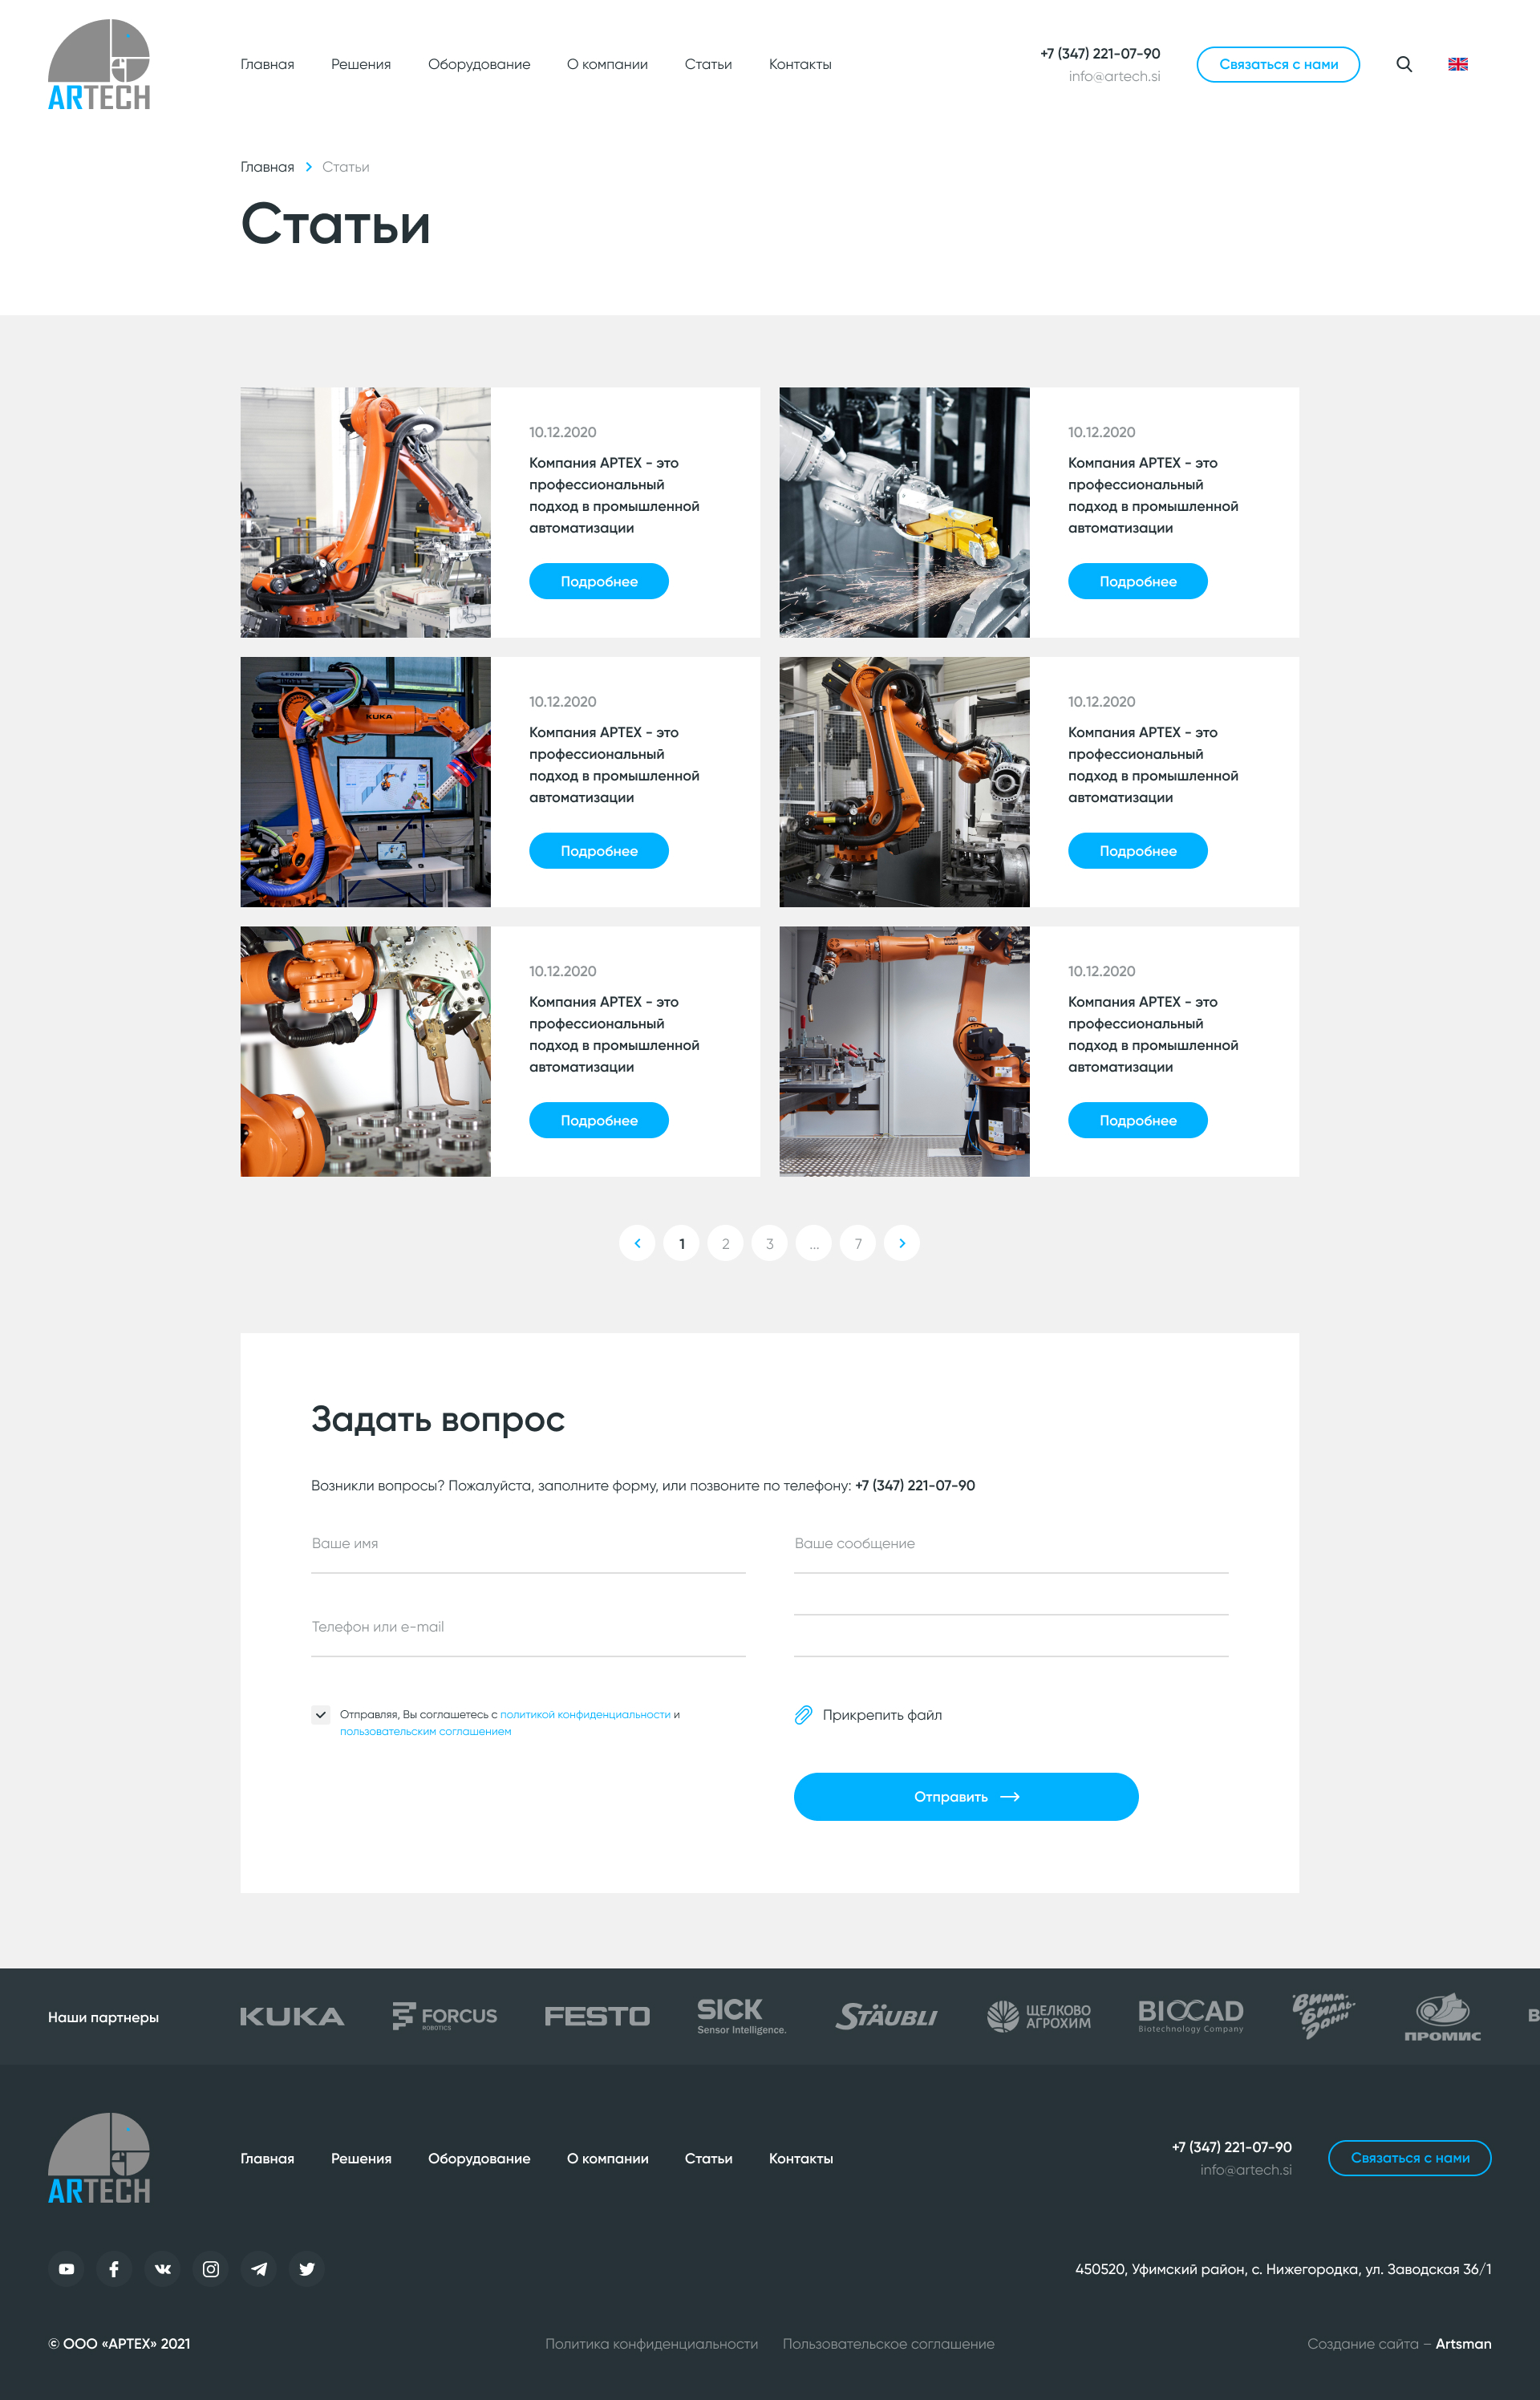 ARTECH
Главная Решения Оборудование О компании Статьи Контакты
+7 (347) 221-07-90
info@artech.si
Связаться с нами
Главная Статьи
Статьи
10.12.2020
Компания АРТЕХ - это
профессиональный
подход в промышленной
автоматизации
Подробнее
10.12.2020
Компания АРТЕХ - это
профессиональный
подход в промышленной
автоматизации
Подробнее
LEONI
KUKA
10.12.2020
Компания АРТЕХ - это
профессиональный
подход в промышленной
автоматизации
Подробнее
10.12.2020
Компания АРТЕХ - это
профессиональный
подход в промышленной
автоматизации
Подробнее
10.12.2020
Компания АРТЕХ - это
профессиональный
подход в промышленной
автоматизации
Подробнее
10.12.2020
Компания АРТЕХ - это
профессиональный
подход в промышленной
автоматизации
Подробнее
1 2 3 ... 7
Задать вопрос
Возникли вопросы? Пожалуйста, заполните форму, или позвоните по телефону: +7 (347) 221-07-90
Ваше имя
Ваше сообщение
Телефон или e-mail
Отправляя, Вы соглашетесь с политикой конфиденциальности и
пользовательским соглашением
Прикрепить файл
Отправить
Наши партнеры
KUKA
FORCUS
ROBOTICS
FESTO
SICK
Sensor Intelligence.
STÄUBLI
ЩЕЛКОВО
АГРОХИМ
BIOCAD
Biotechnology Company
Вимм
Билль
Данн
ПРОМИС
ARTECH
Главная Решения Оборудование О компании Статьи Контакты
+7 (347) 221-07-90
info@artech.si
Связаться с нами
450520, Уфимский район, с. Нижегородка, ул. Заводская 36/1
© ООО «АРТЕХ» 2021
Политика конфиденциальности Пользовательское соглашение
Создание сайта – Artsman